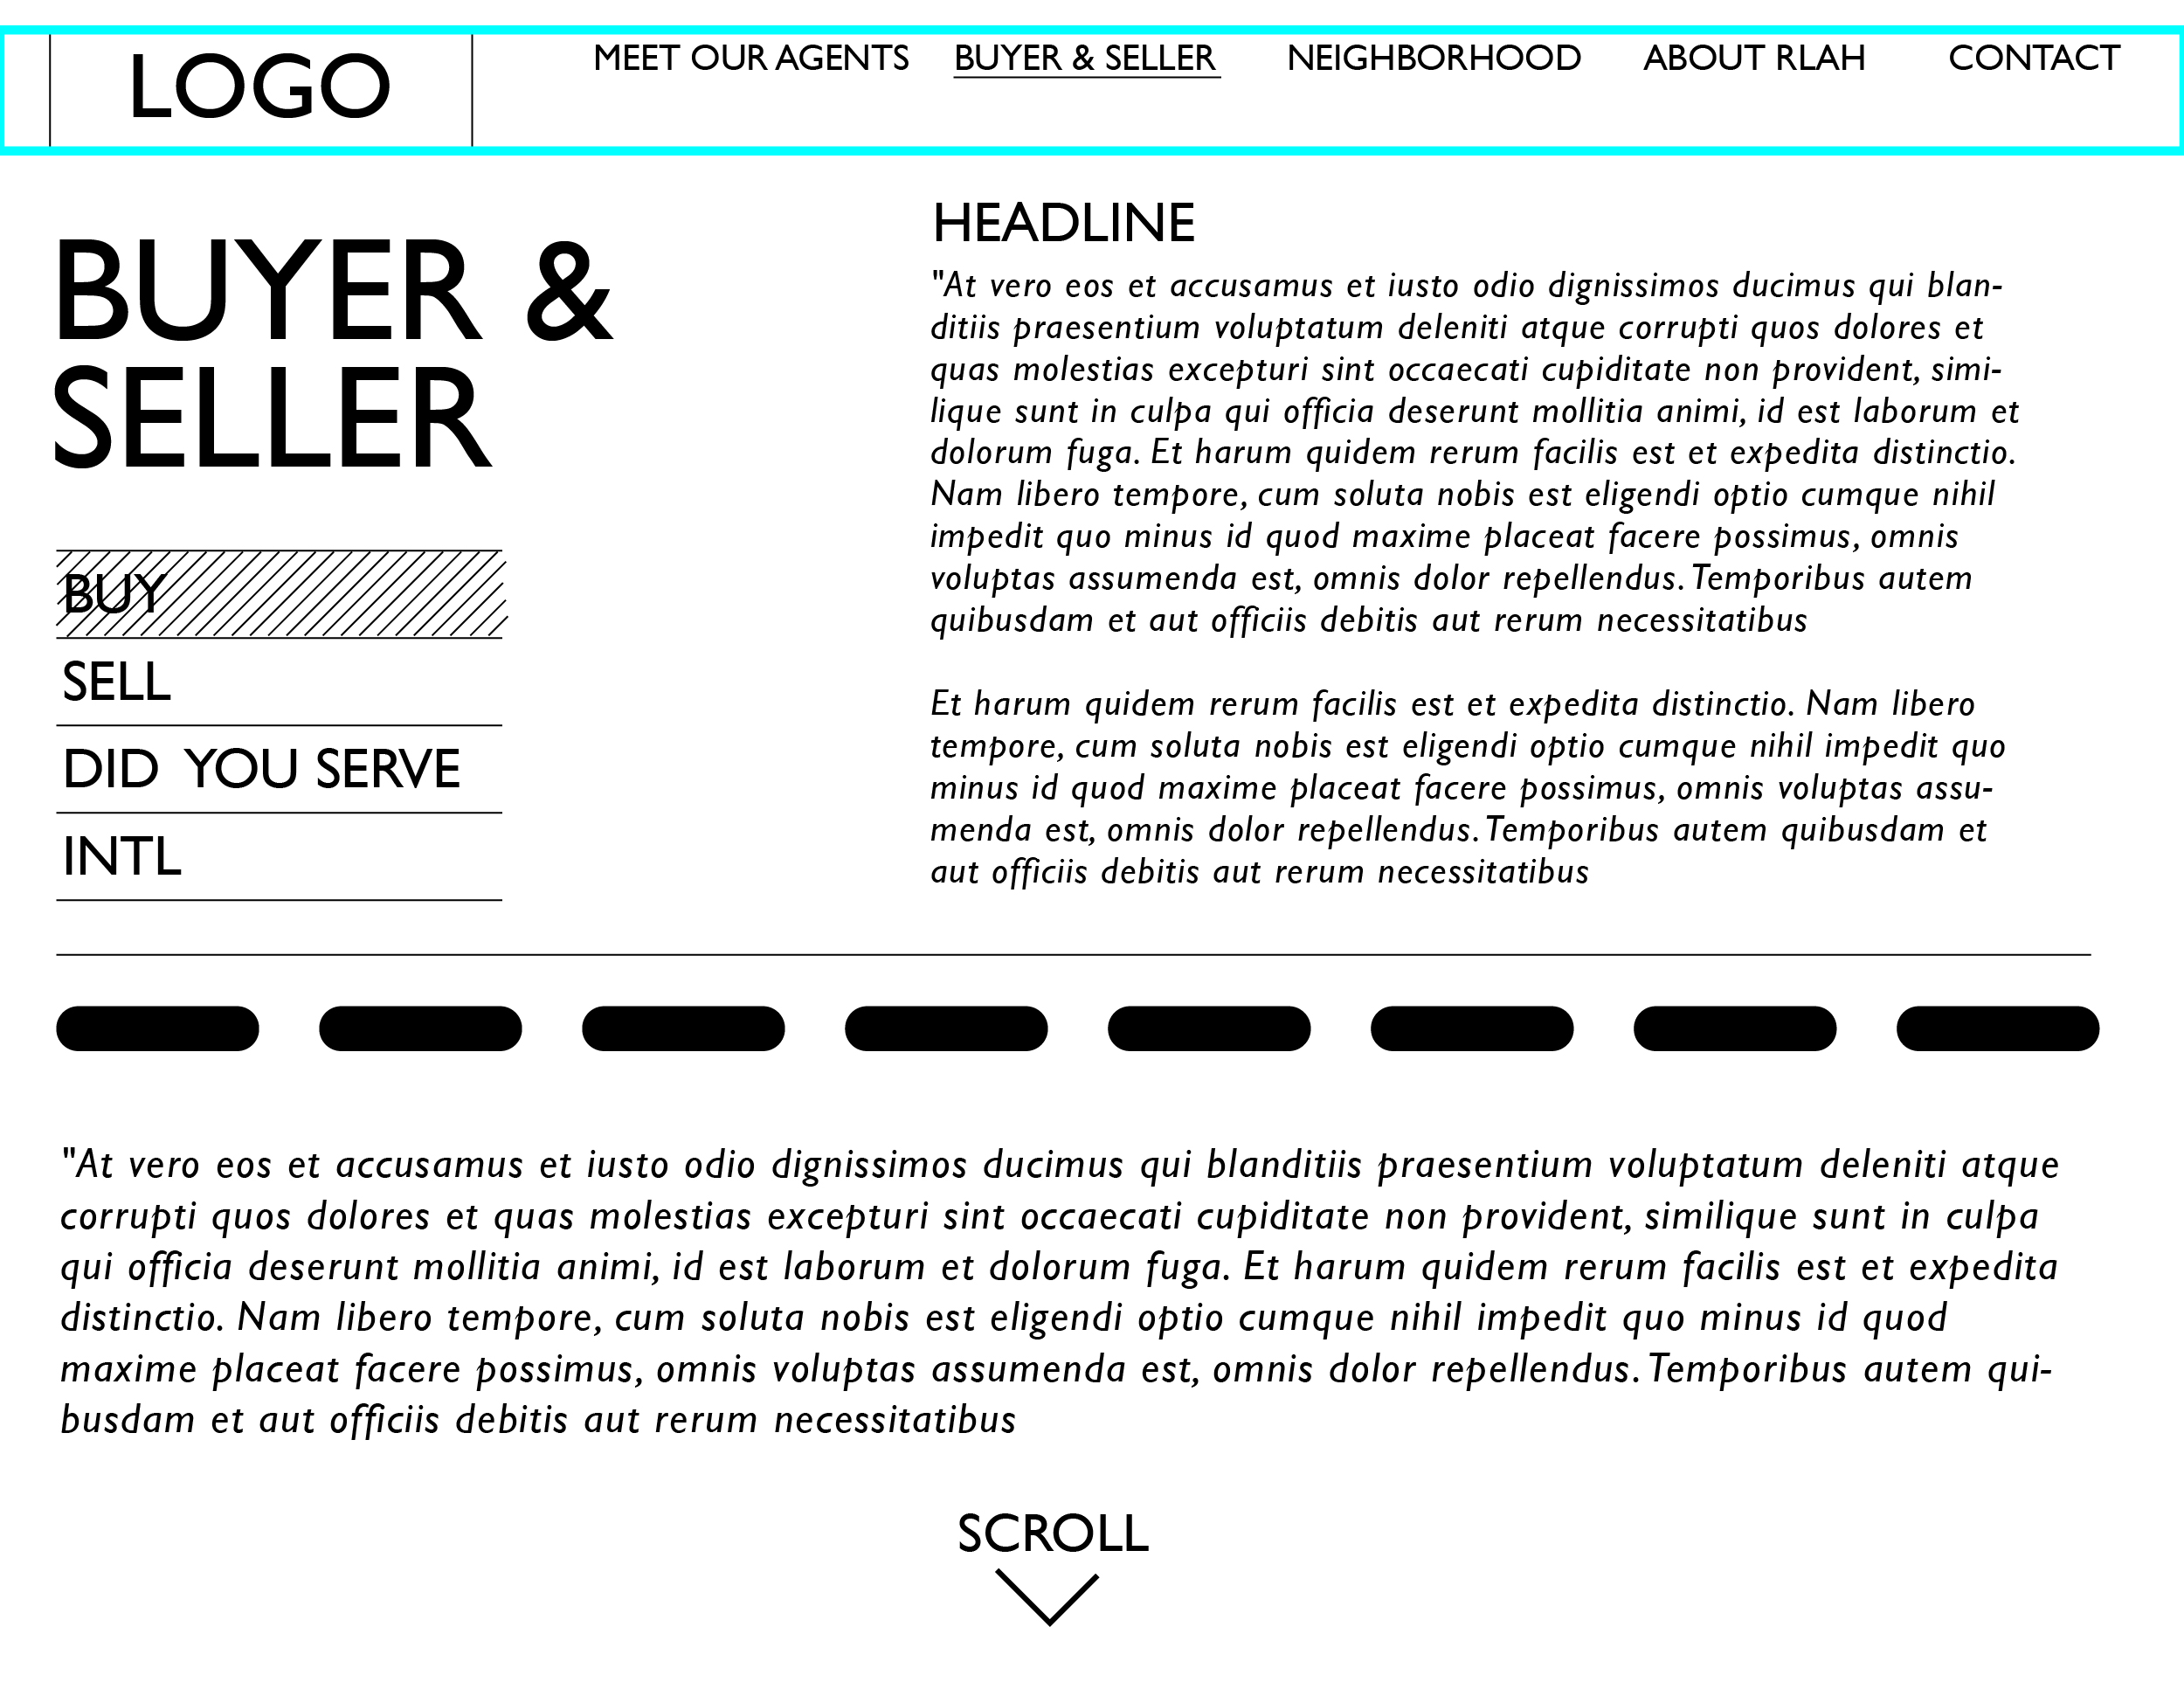 LOGO
MEET OUR AGENTS BUYER & SELLER NEIGHBORHOOD ABOUT RLAH CONTACT
BUYER &
SELLER
BUY
SELL
DID YOU SERVE
INTL
HEADLINE
"At vero eos et accusamus et iusto odio dignissimos ducimus qui blan-
ditiis praesentium voluptatum deleniti atque corrupti quos dolores et
quas molestias excepturi sint occaecati cupiditate non provident, simi-
lique sunt in culpa qui officia deserunt mollitia animi, id est laborum et
dolorum fuga. Et harum quidem rerum facilis est et expedita distinctio.
Nam libero tempore, cum soluta nobis est eligendi optio cumque nihil
impedit quo minus id quod maxime placeat facere possimus, omnis
voluptas assumenda est, omnis dolor repellendus. Temporibus autem
quibusdam et aut officiis debitis aut rerum necessitatibus
Et harum quidem rerum facilis est et expedita distinctio. Nam libero
tempore, cum soluta nobis est eligendi optio cumque nihil impedit quo
minus id quod maxime placeat facere possimus, omnis voluptas assu-
menda est, omnis dolor repellendus. Temporibus autem quibusdam et
aut officiis debitis aut rerum necessitatibus
"At vero eos et accusamus et iusto odio dignissimos ducimus qui blanditiis praesentium voluptatum deleniti atque
corrupti quos dolores et quas molestias excepturi sint occaecati cupiditate non provident, similique sunt in culpa
qui officia deserunt mollitia animi, id est laborum et dolorum fuga. Et harum quidem rerum facilis est et expedita
distinctio. Nam libero tempore, cum soluta nobis est eligendi optio cumque nihil impedit quo minus id quod
maxime placeat facere possimus, omnis voluptas assumenda est, omnis dolor repellendus. Temporibus autem qui-
busdam et aut officiis debitis aut rerum necessitatibus
SCROLL